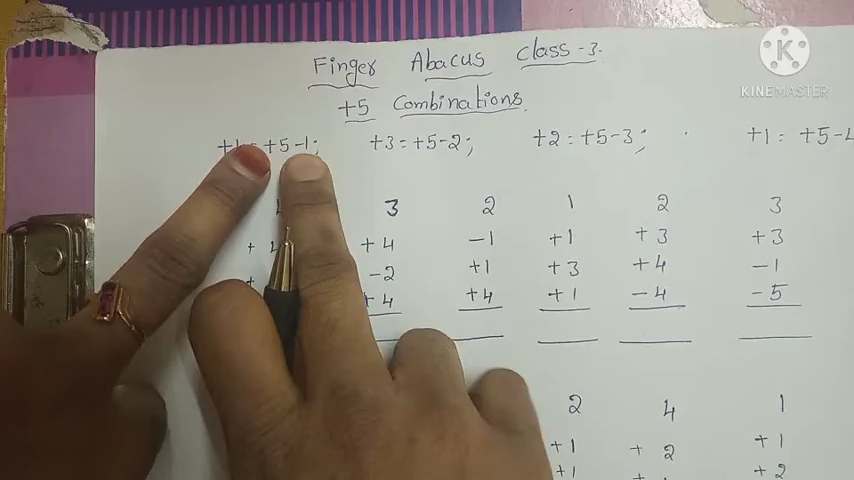 KINEMASTER
Finger Abacus class-3.
+5 Combinations.
= +5-1; +3=+5-2; +2=+5-3; +1= +5-4
3 2 1 2 3
+4 -1 +1 +3 +3
-2 +1 +3 +4 -1
+4 +4 +1 -4 -5
2 4 1
+1 +2 +1
+1 +2